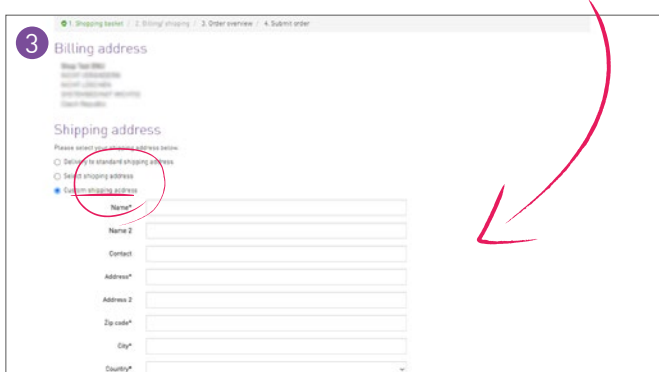 1. Shopping basket / 2. Billing/ shipping / 3. Order overview / 4. Submit order
3
Billing address
Czech Republic
Shipping address
Please select your shipping address below.
Delivery to standard shipping address
Select shipping address
Custom shipping address
Name*
Name 2
Contact
Address*
Address 2
Zip code*
City*
Country*